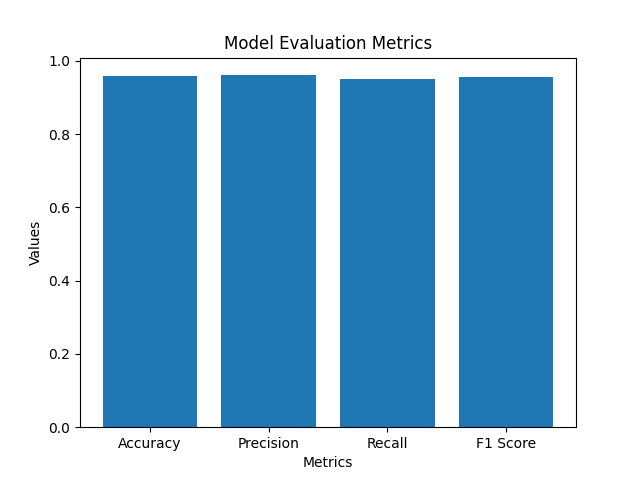 Model Evaluation Metrics
1.0
0.8
0.6
0.4
0.2
0.0
Values
Accuracy Precision Recall F1 Score
Metrics